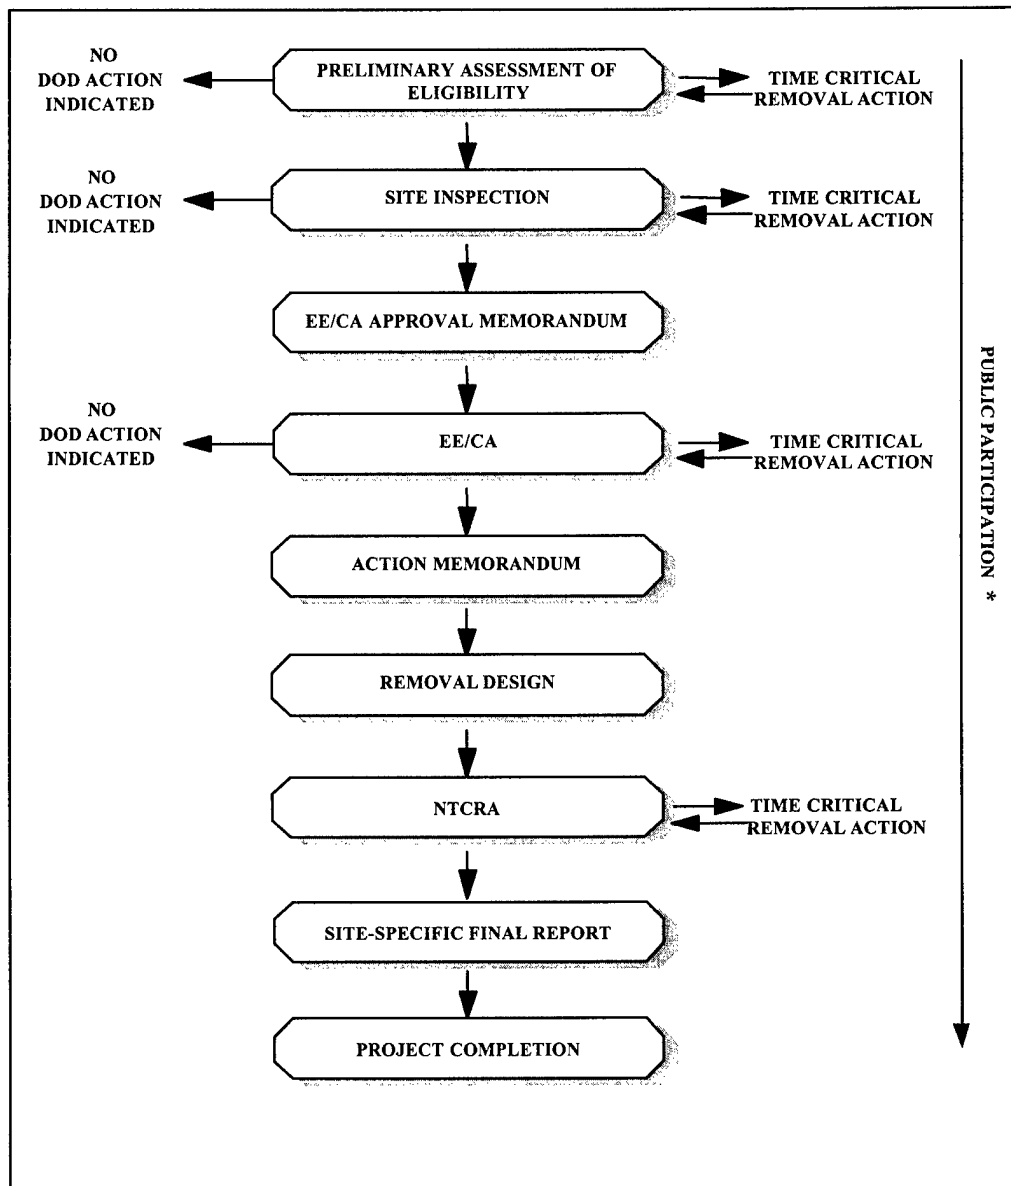 NO
DOD ACTION
INDICATED
PRELIMINARY ASSESSMENT OF
ELIGIBILITY
TIME CRITICAL
REMOVAL ACTION
NO
DOD ACTION
INDICATED
SITE INSPECTION
TIME CRITICAL
REMOVAL ACTION
EE/CA APPROVAL MEMORANDUM
NO
DOD ACTION
INDICATED
EE/CA
TIME CRITICAL
REMOVAL ACTION
ACTION MEMORANDUM
REMOVAL DESIGN
NTCRA
TIME CRITICAL
REMOVAL ACTION
SITE-SPECIFIC FINAL REPORT
PROJECT COMPLETION
PUBLIC PARTICIPATION *